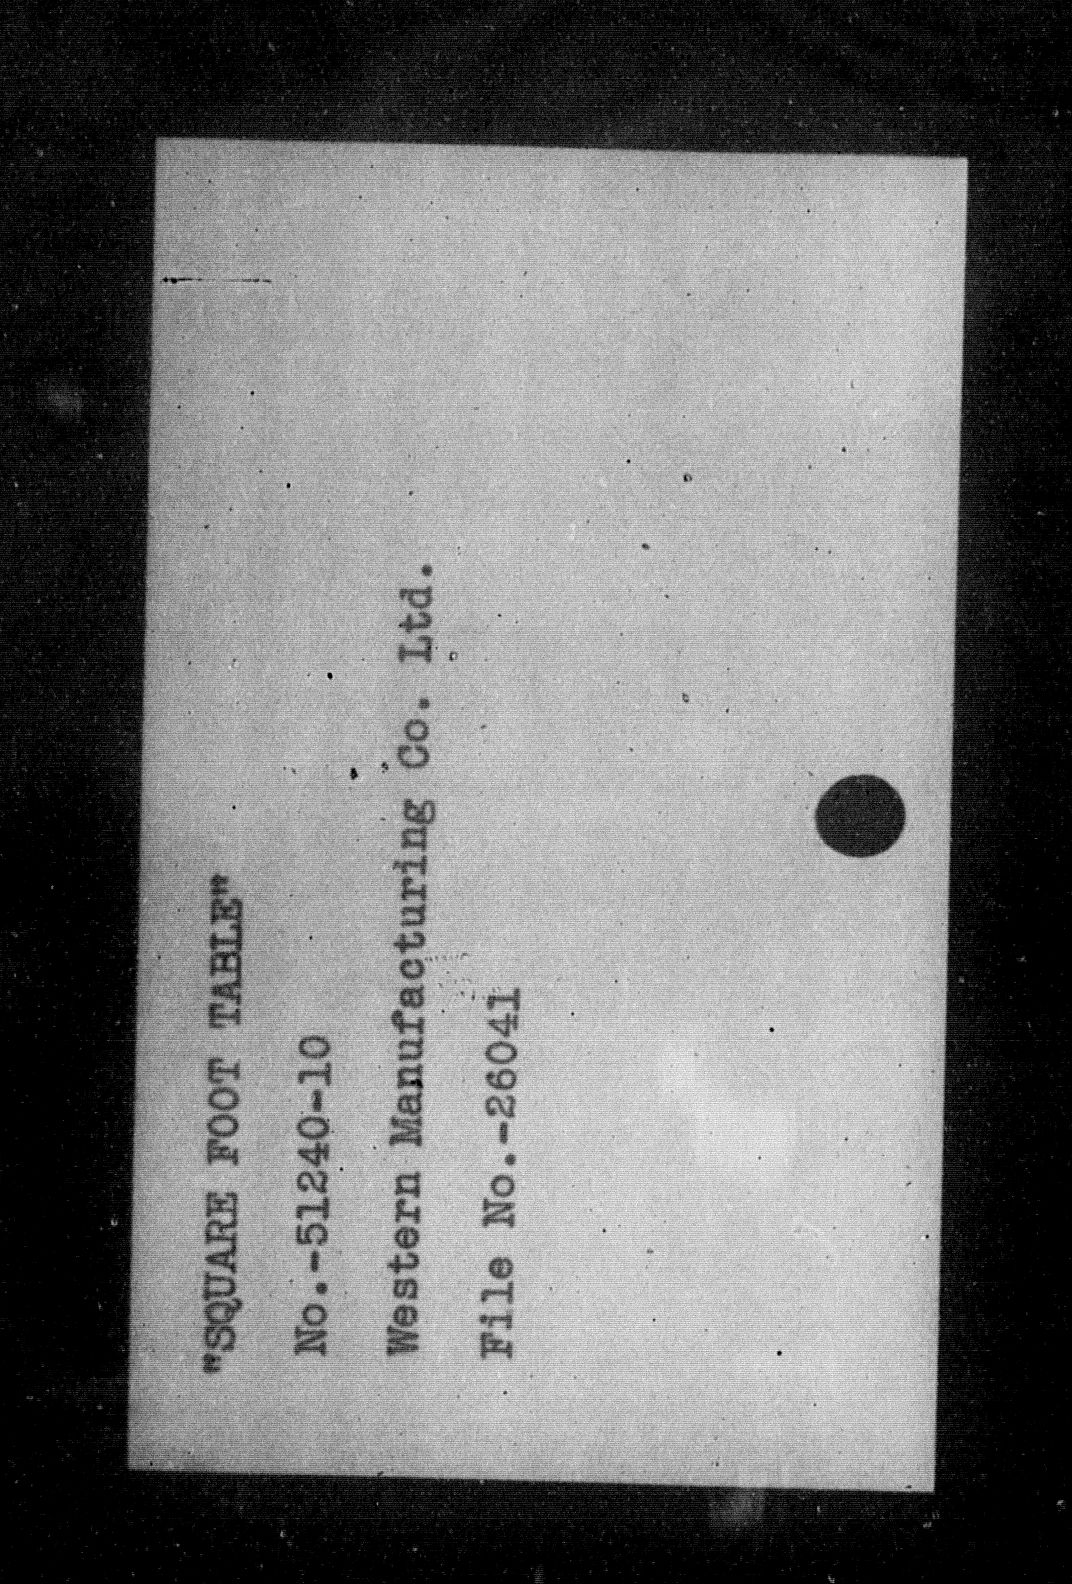 "SQUARE FOOT TABLE"
No.-51240-10
Western Manufacturing Co. Ltd.
File No.-26041